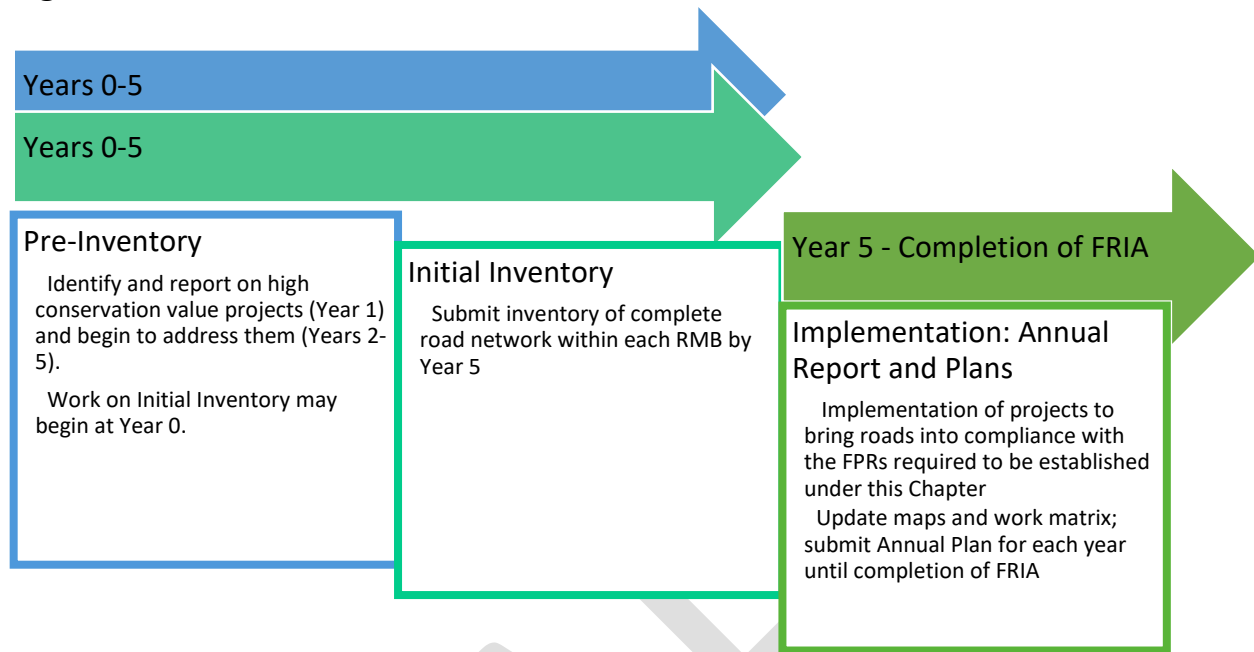 Years 0-5
Years 0-5
Pre-Inventory
Identify and report on high
conservation value projects (Year 1)
and begin to address them (Years 2-
5).
Work on Initial Inventory may
begin at Year 0.
Initial Inventory
Submit inventory of complete
road network within each RMB by
Year 5
Year 5 - Completion of FRIA
Implementation: Annual
Report and Plans
Implementation of projects to
bring roads into compliance with
the FPRs required to be established
under this Chapter
Update maps and work matrix;
submit Annual Plan for each year
until completion of FRIA